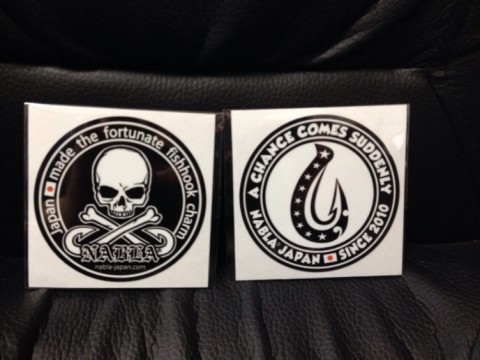 Japan made the fortunate fishhook charm
NABLA
nabla-japan.com
A CHANCE COMES SUDDENLY
NABLA JAPAN SINCE 2010